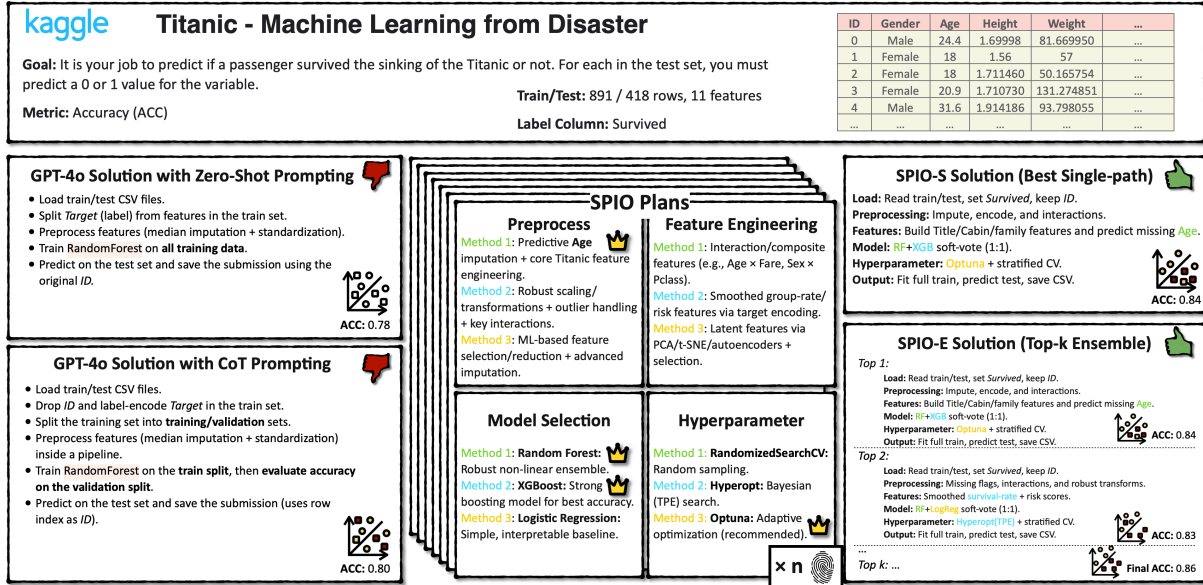 kaggle
Titanic - Machine Learning from Disaster
Goal: It is your job to predict if a passenger survived the sinking of the Titanic or not. For each in the test set, you must
predict a 0 or 1 value for the variable.
Metric: Accuracy (ACC)
Train/Test: 891 / 418 rows, 11 features
Label Column: Survived
ID Gender Age Height Weight ...
0 Male 24.4 1.69998 81.669950 ...
1 Female 18 1.56 57 ...
2 Female 18 1.711460 50.165754 ...
3 Female 20.9 1.710730 131.274851 ...
4 Male 31.6 1.914186 93.798055 ...
... ... ... ... ... ...
GPT-4o Solution with Zero-Shot Prompting
• Load train/test CSV files.
• Split Target (label) from features in the train set.
• Preprocess features (median imputation + standardization).
• Train RandomForest on all training data.
• Predict on the test set and save the submission using the
original ID.
ACC: 0.78
GPT-4o Solution with CoT Prompting
• Load train/test CSV files.
• Drop ID and label-encode Target in the train set.
• Split the training set into training/validation sets.
• Preprocess features (median imputation + standardization)
inside a pipeline.
• Train RandomForest on the train split, then evaluate accuracy
on the validation split.
• Predict on the test set and save the submission (uses row
index as ID).
ACC: 0.80
SPIO Plans
Preprocess
Method 1: Predictive Age
imputation + core Titanic feature
engineering.
Method 2: Robust scaling/
transformations + outlier handling
+ key interactions.
Method 3: ML-based feature
selection/reduction + advanced
imputation.
Feature Engineering
Method 1: Interaction/composite
features (e.g., Age × Fare, Sex ×
Pclass).
Method 2: Smoothed group-rate/
risk features via target encoding.
Method 3: Latent features via
PCA/t-SNE/autoencoders +
selection.
Model Selection
Method 1: Random Forest:
Robust non-linear ensemble.
Method 2: XGBoost: Strong
boosting model for best accuracy.
Method 3: Logistic Regression:
Simple, interpretable baseline.
Hyperparameter
Method 1: RandomizedSearchCV:
Random sampling.
Method 2: Hyperopt: Bayesian
(TPE) search.
Method 3: Optuna: Adaptive
optimization (recommended).
× n
SPIO-S Solution (Best Single-path)
Load: Read train/test, set Survived, keep ID.
Preprocessing: Impute, encode, and interactions.
Features: Build Title/Cabin/family features and predict missing Age.
Model: RF+XGB soft-vote (1:1).
Hyperparameter: Optuna + stratified CV.
Output: Fit full train, predict test, save CSV.
ACC: 0.84
SPIO-E Solution (Top-k Ensemble)
Top 1:
Load: Read train/test, set Survived, keep ID.
Preprocessing: Impute, encode, and interactions.
Features: Build Title/Cabin/family features and predict missing Age.
Model: RF+XGB soft-vote (1:1).
Hyperparameter: Optuna + stratified CV.
Output: Fit full train, predict test, save CSV.
ACC: 0.84
Top 2:
Load: Read train/test, set Survived, keep ID.
Preprocessing: Missing flags, interactions, and robust transforms.
Features: Smoothed survival-rate + risk scores.
Model: RF+LogReg soft-vote (1:1).
Hyperparameter: Hyperopt(TPE) + stratified CV.
Output: Fit full train, predict test, save CSV.
ACC: 0.83
...
Top k: ...
Final ACC: 0.86